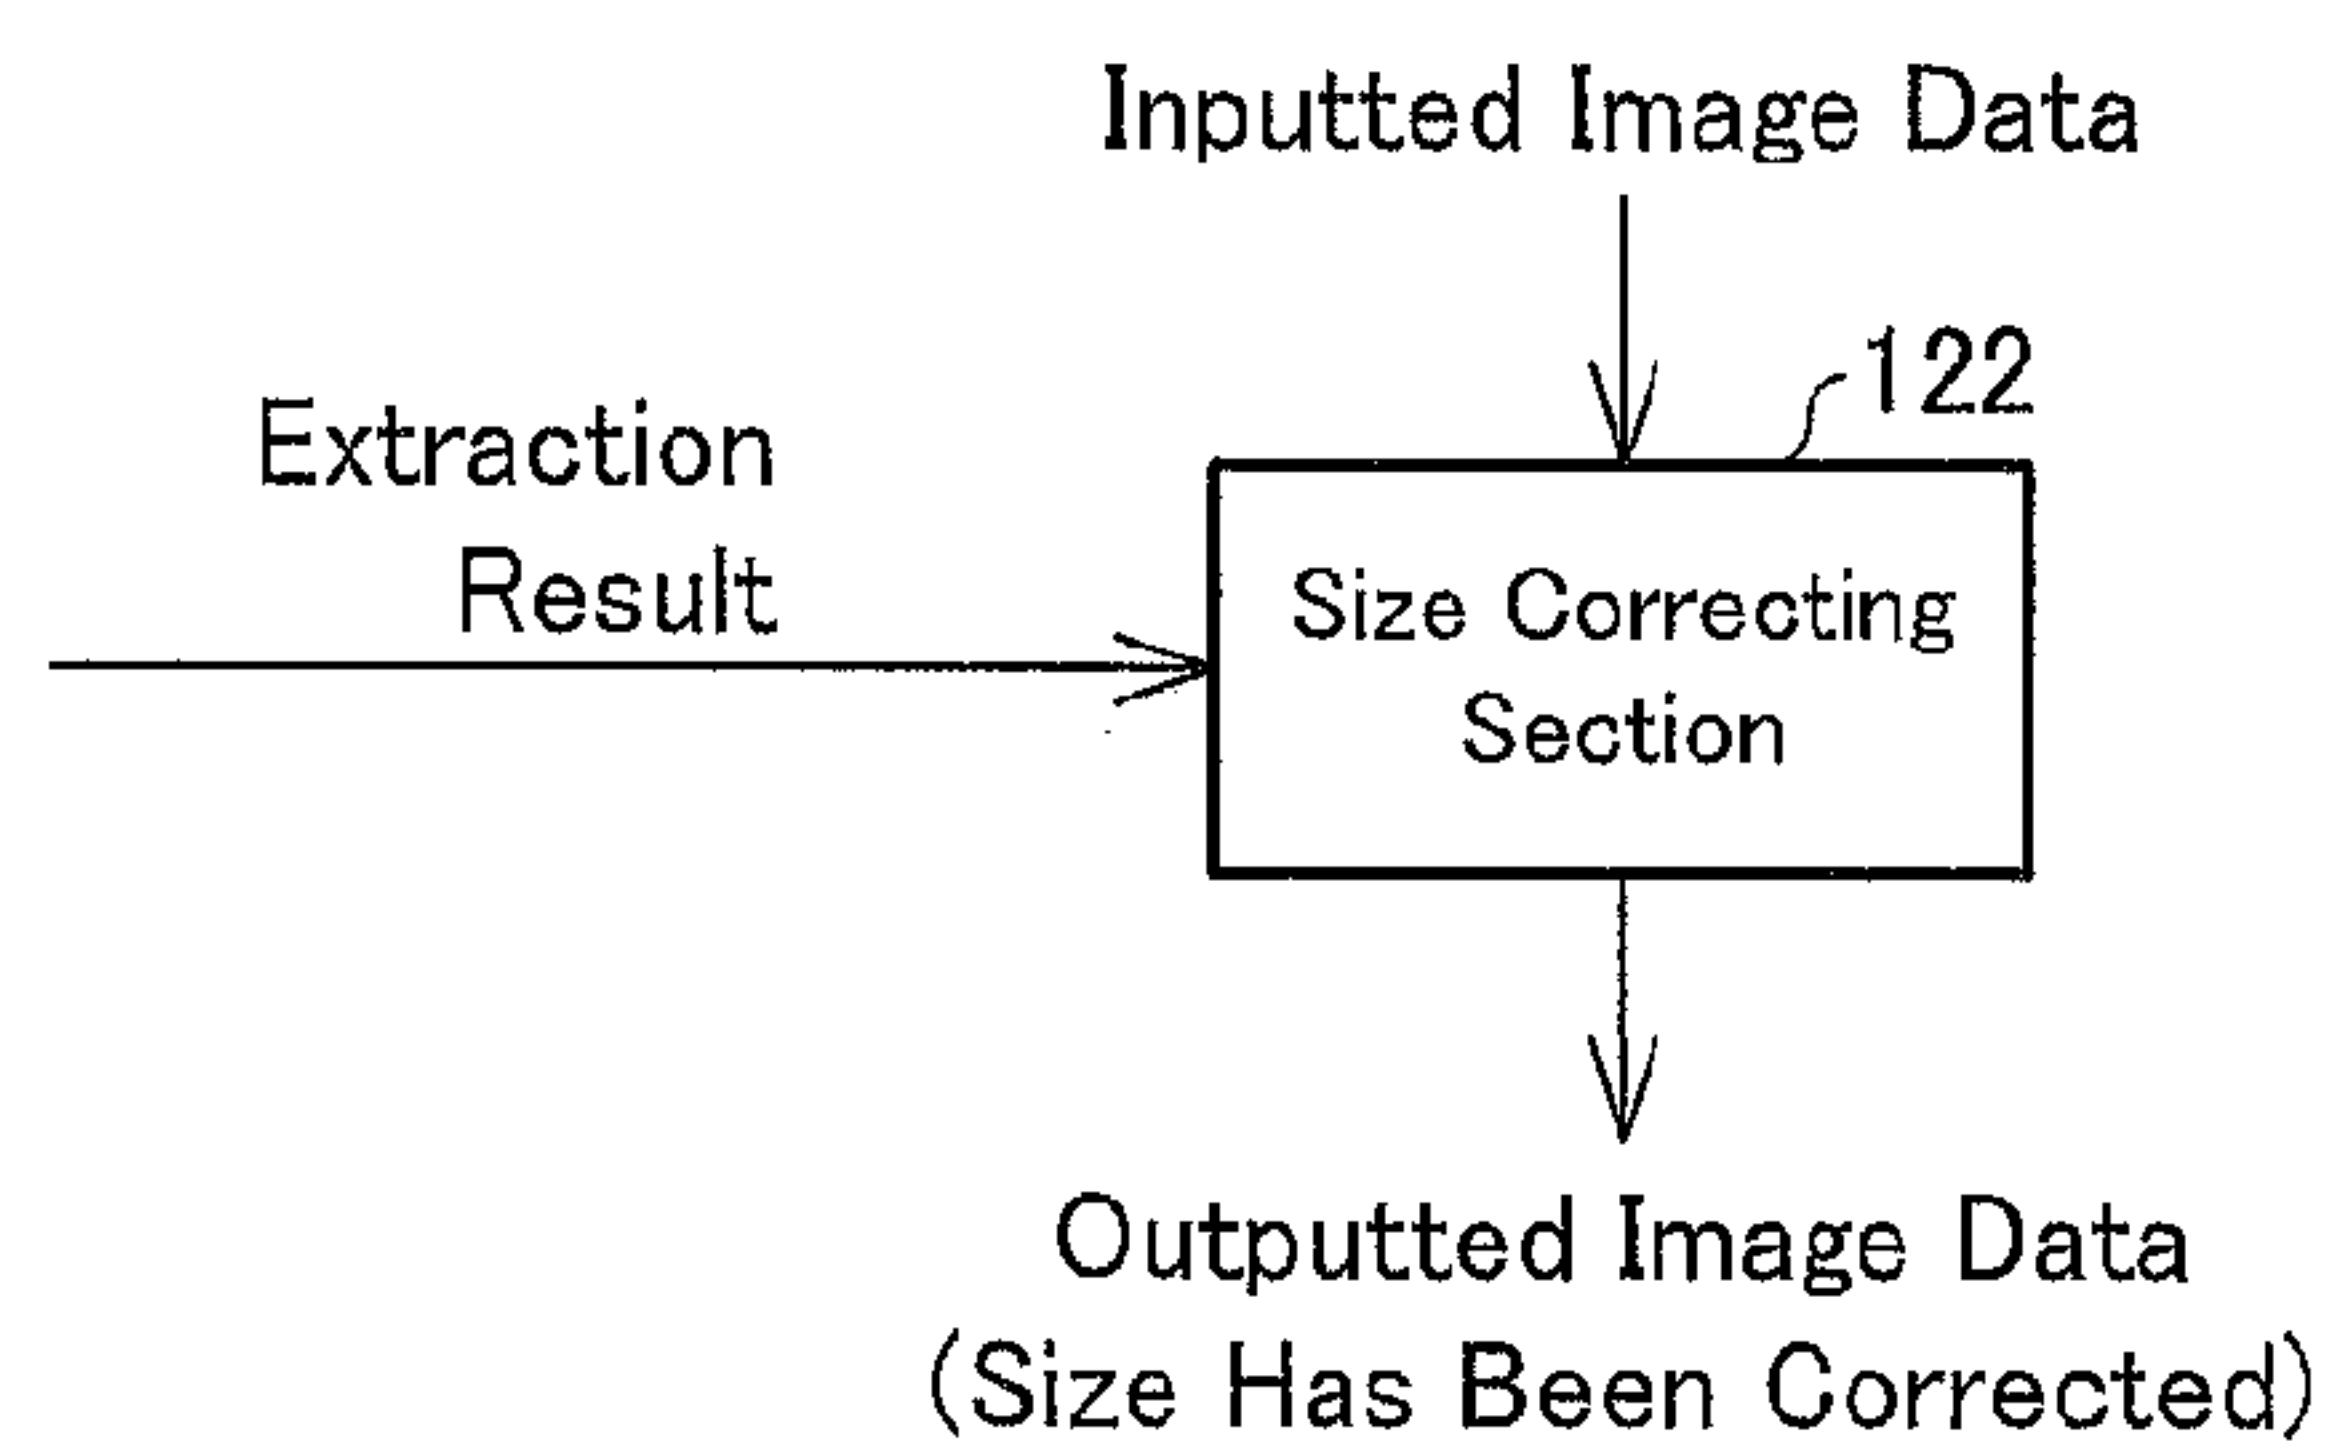 Inputted Image Data
122
Extraction
Result
Size Correcting
Section
Outputted Image Data
(Size Has Been Corrected)